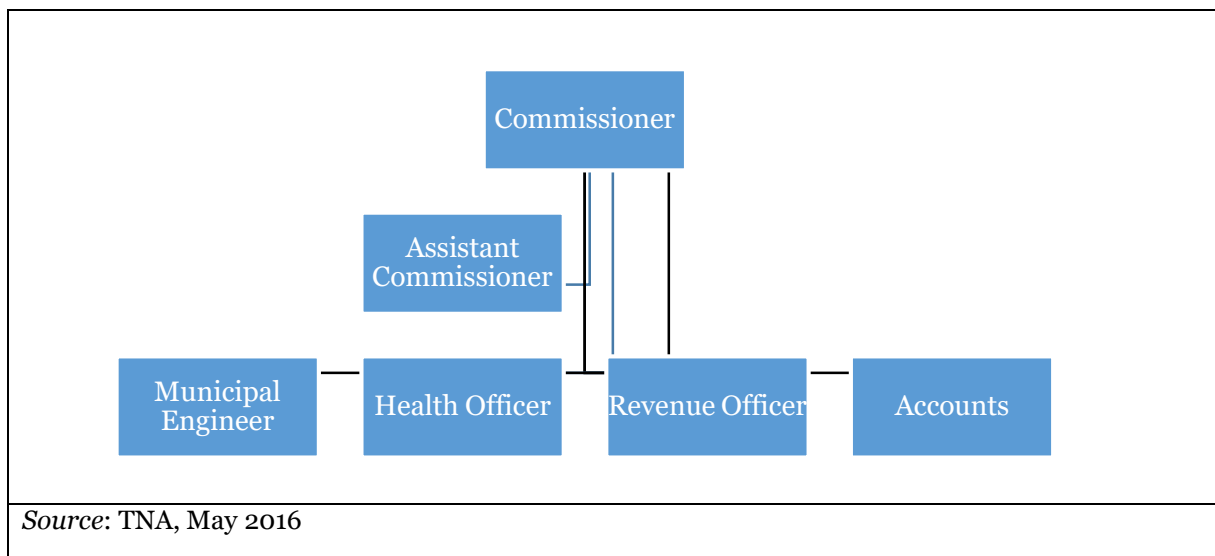 Commissioner
Assistant
Commissioner
Municipal
Engineer
Health Officer
Revenue Officer
Accounts
Source: TNA, May 2016